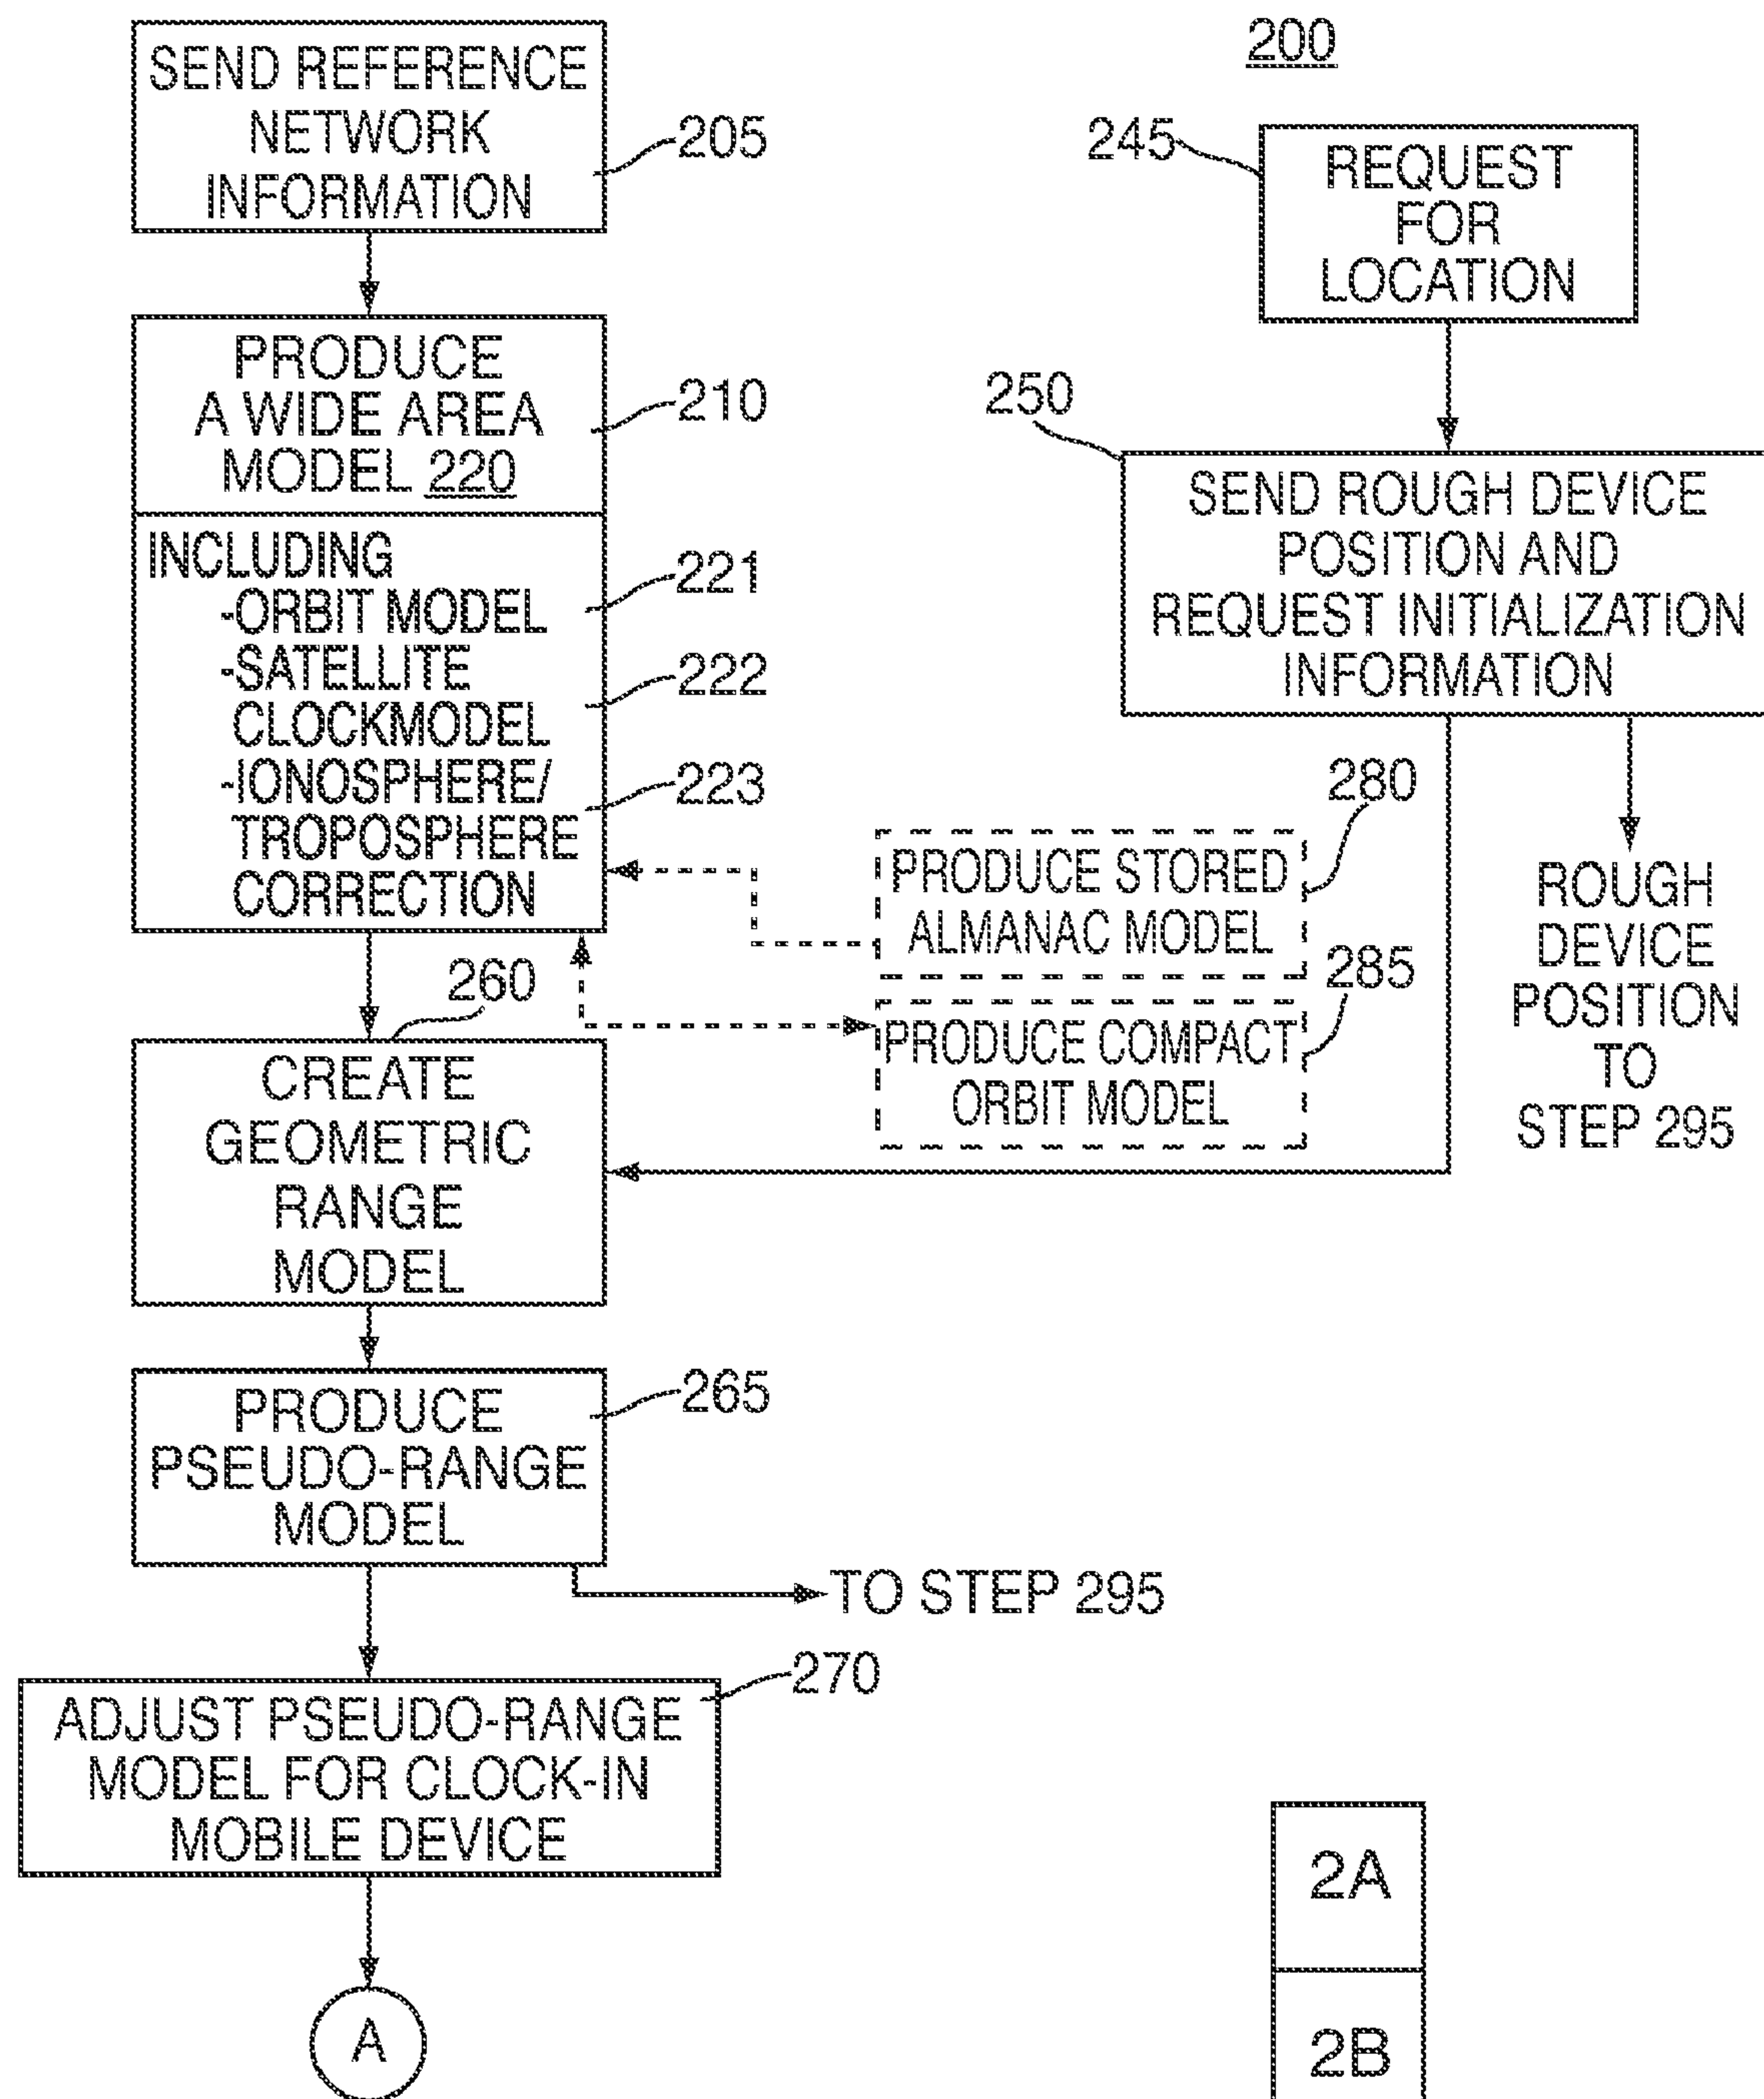 200
SEND REFERENCE
NETWORK
INFORMATION
205
PRODUCE
A WIDE AREA
MODEL 220
210
INCLUDING
-ORBIT MODEL
221
-SATELLITE
CLOCKMODEL
222
-IONOSPHERE/
TROPOSPHERE
CORRECTION
223
245
REQUEST
FOR
LOCATION
250
SEND ROUGH DEVICE
POSITION AND
REQUEST INITIALIZATION
INFORMATION
280
PRODUCE STORED
ALMANAC MODEL
285
PRODUCE COMPACT
ORBIT MODEL
ROUGH
DEVICE
POSITION
TO
STEP 295
260
CREATE
GEOMETRIC
RANGE
MODEL
PRODUCE
PSEUDO-RANGE
MODEL
265
TO STEP 295
270
ADJUST PSEUDO-RANGE
MODEL FOR CLOCK-IN
MOBILE DEVICE
A
2A
2B